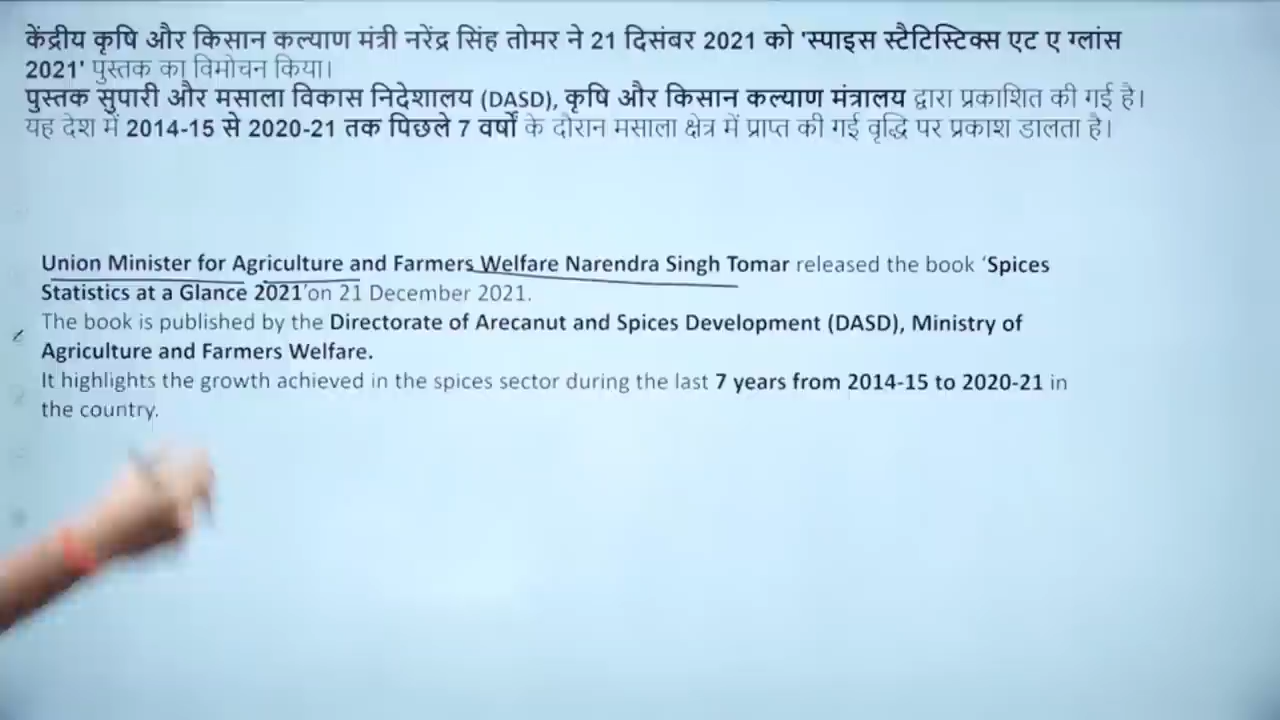 केंद्रीय कृषि और किसान कल्याण मंत्री नरेंद्र सिंह तोमर ने 21 दिसंबर 2021 को 'स्पाइस स्टैटिस्टिक्स एट ए ग्लांस
2021' पुस्तक का विमोचन किया।
पुस्तक सुपारी और मसाला विकास निदेशालय (DASD), कृषि और किसान कल्याण मंत्रालय द्वारा प्रकाशित की गई है।
यह देश में 2014-15 से 2020-21 तक पिछले 7 वर्षों के दौरान मसाला क्षेत्र में प्राप्त की गई वृद्धि पर प्रकाश डालता है।
Union Minister for Agriculture and Farmers Welfare Narendra Singh Tomar released the book ‘Spices
Statistics at a Glance 2021’on 21 December 2021.
The book is published by the Directorate of Arecanut and Spices Development (DASD), Ministry of
Agriculture and Farmers Welfare.
It highlights the growth achieved in the spices sector during the last 7 years from 2014-15 to 2020-21 in
the country.